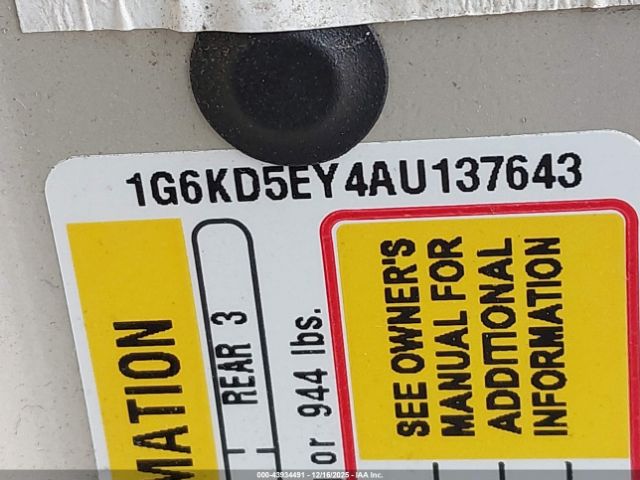 1G6KD5EY4AU137643
REAR 3
or 944 lbs.
SEE OWNER'S
MANUAL FOR
ADDITIONAL
INFORMATION
000-43934491 - 12/16/2025 - IAA Inc.